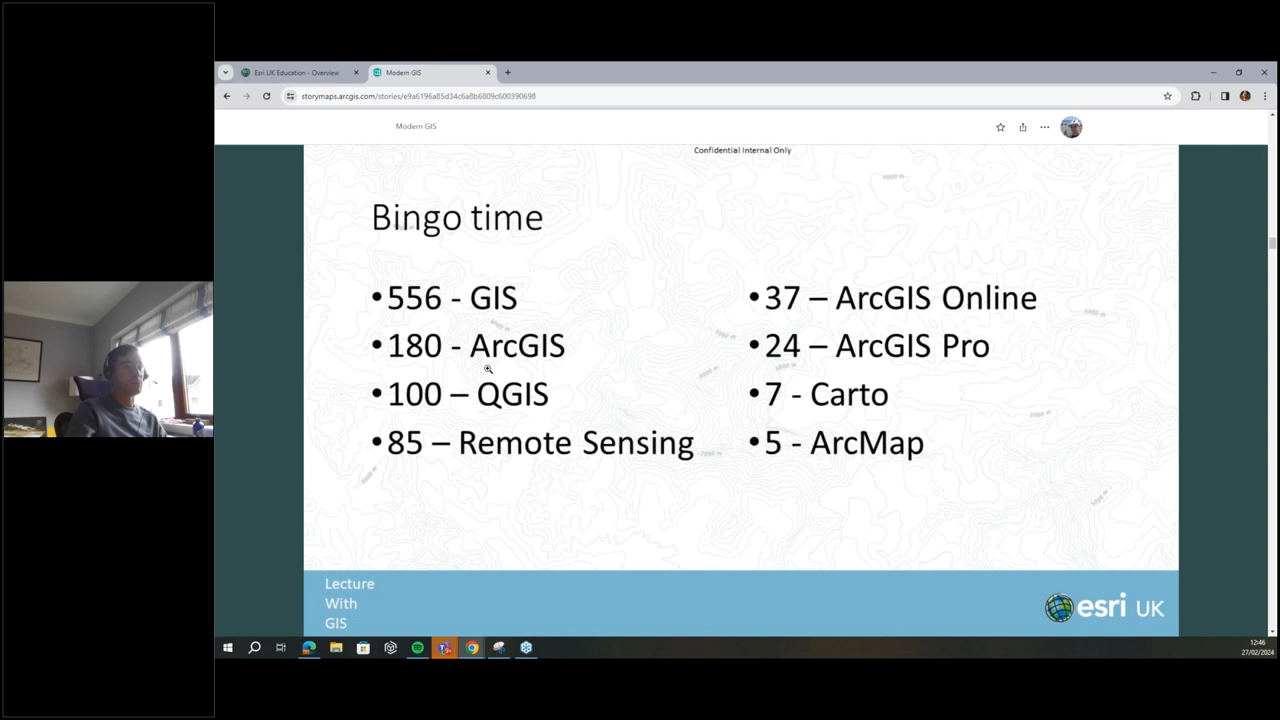 Esri UK Education - Overview
Modern GIS
storymaps.arcgis.com/stories/e9a6196a85d34c6a8b6809c600390698
Modern GIS
Confidential Internal Only
Bingo time
•556 - GIS
•180 - ArcGIS
•100 – QGIS
•85 – Remote Sensing
•37 – ArcGIS Online
•24 – ArcGIS Pro
•7 - Carto
•5 - ArcMap
Lecture
With
GIS
esri UK
12:46
27/02/2024